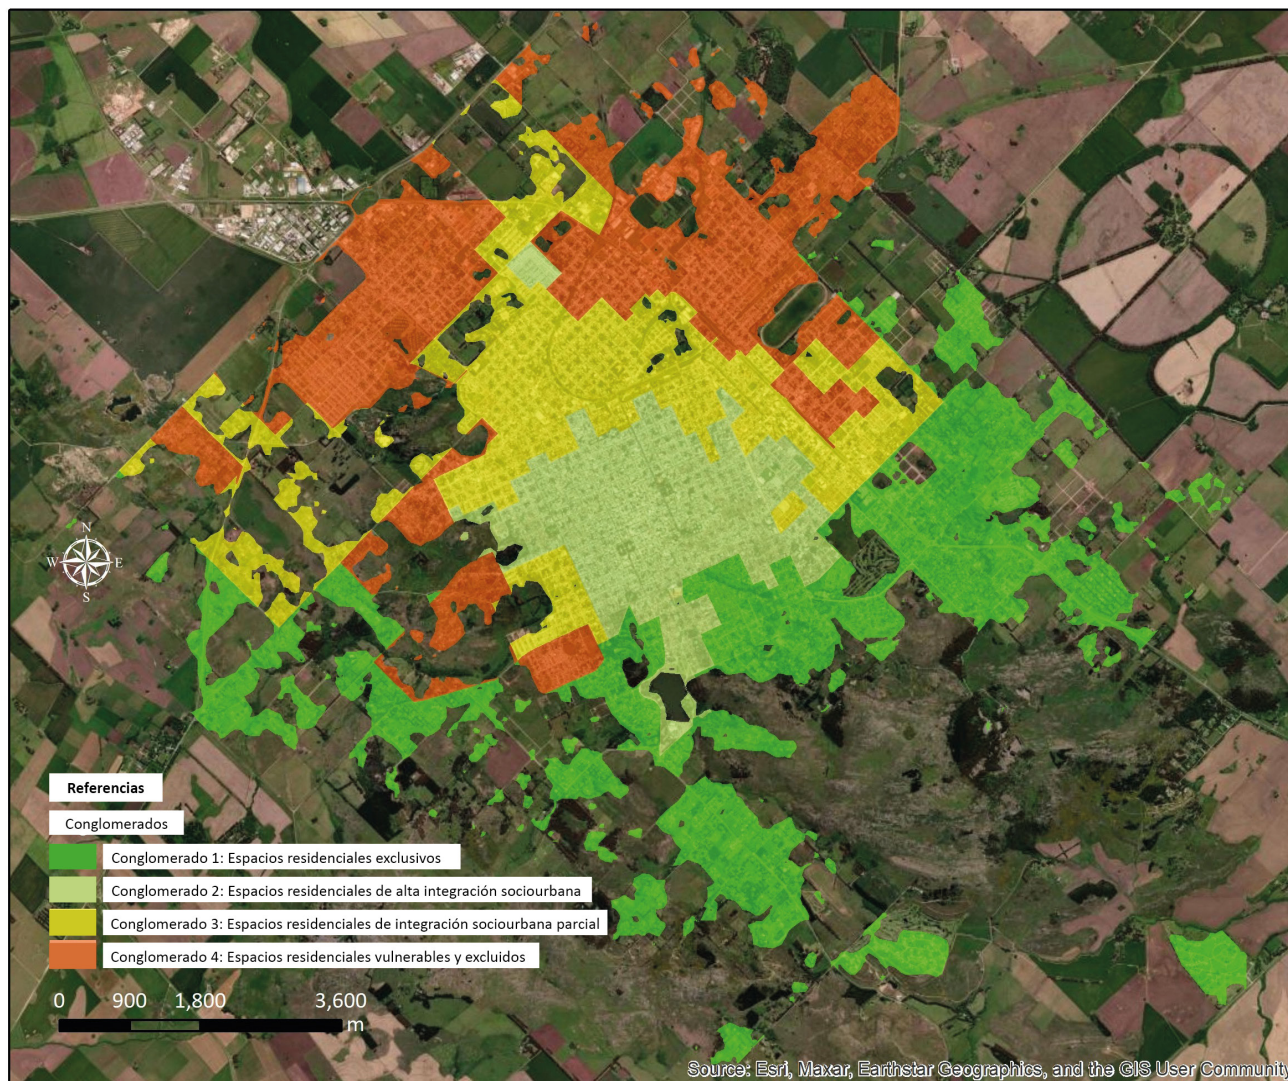 N
W E
S
Referencias
Conglomerados
Conglomerado 1: Espacios residenciales exclusivos
Conglomerado 2: Espacios residenciales de alta integración sociourbana
Conglomerado 3: Espacios residenciales de integración sociourbana parcial
Conglomerado 4: Espacios residenciales vulnerables y excluidos
0 900 1,800 3,600
m
Source: Esri, Maxar, Earthstar Geographics, and the GIS User Community